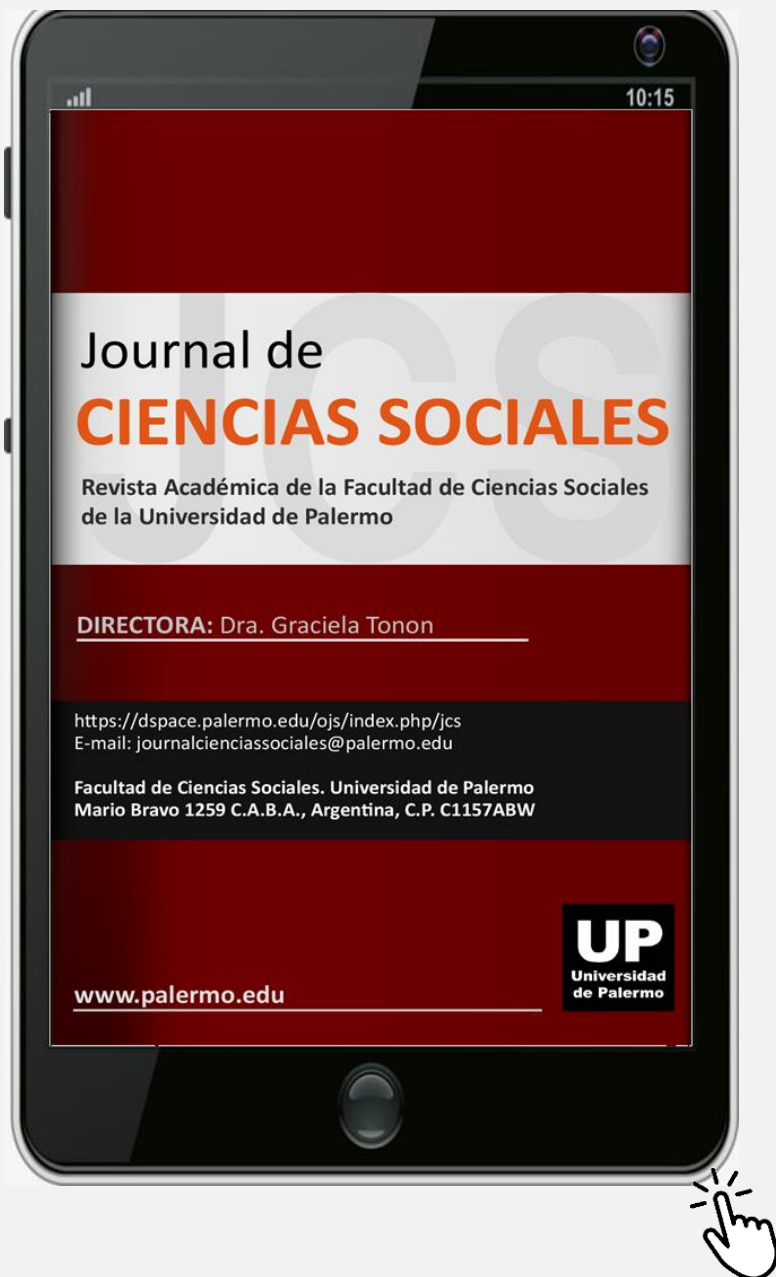 10:15
JCS
Journal de
CIENCIAS SOCIALES
Revista Académica de la Facultad de Ciencias Sociales
de la Universidad de Palermo
DIRECTORA: Dra. Graciela Tonon
https://dspace.palermo.edu/ojs/index.php/jcs
E-mail: journalcienciassociales@palermo.edu
Facultad de Ciencias Sociales. Universidad de Palermo
Mario Bravo 1259 C.A.B.A., Argentina, C.P. C1157ABW
UP
Universidad
de Palermo
www.palermo.edu